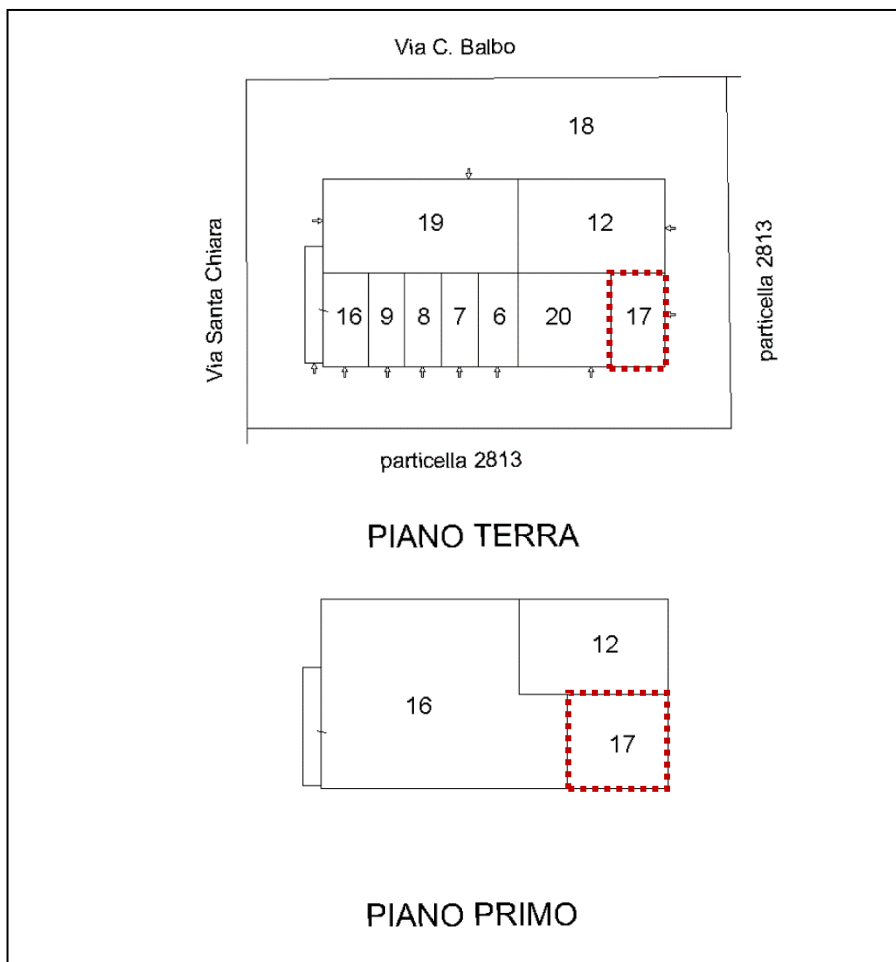 Via C. Balbo
18
Via Santa Chiara
19
12
particella 2813
16
9
8
7
6
20
17
particella 2813
PIANO TERRA
12
16
17
PIANO PRIMO